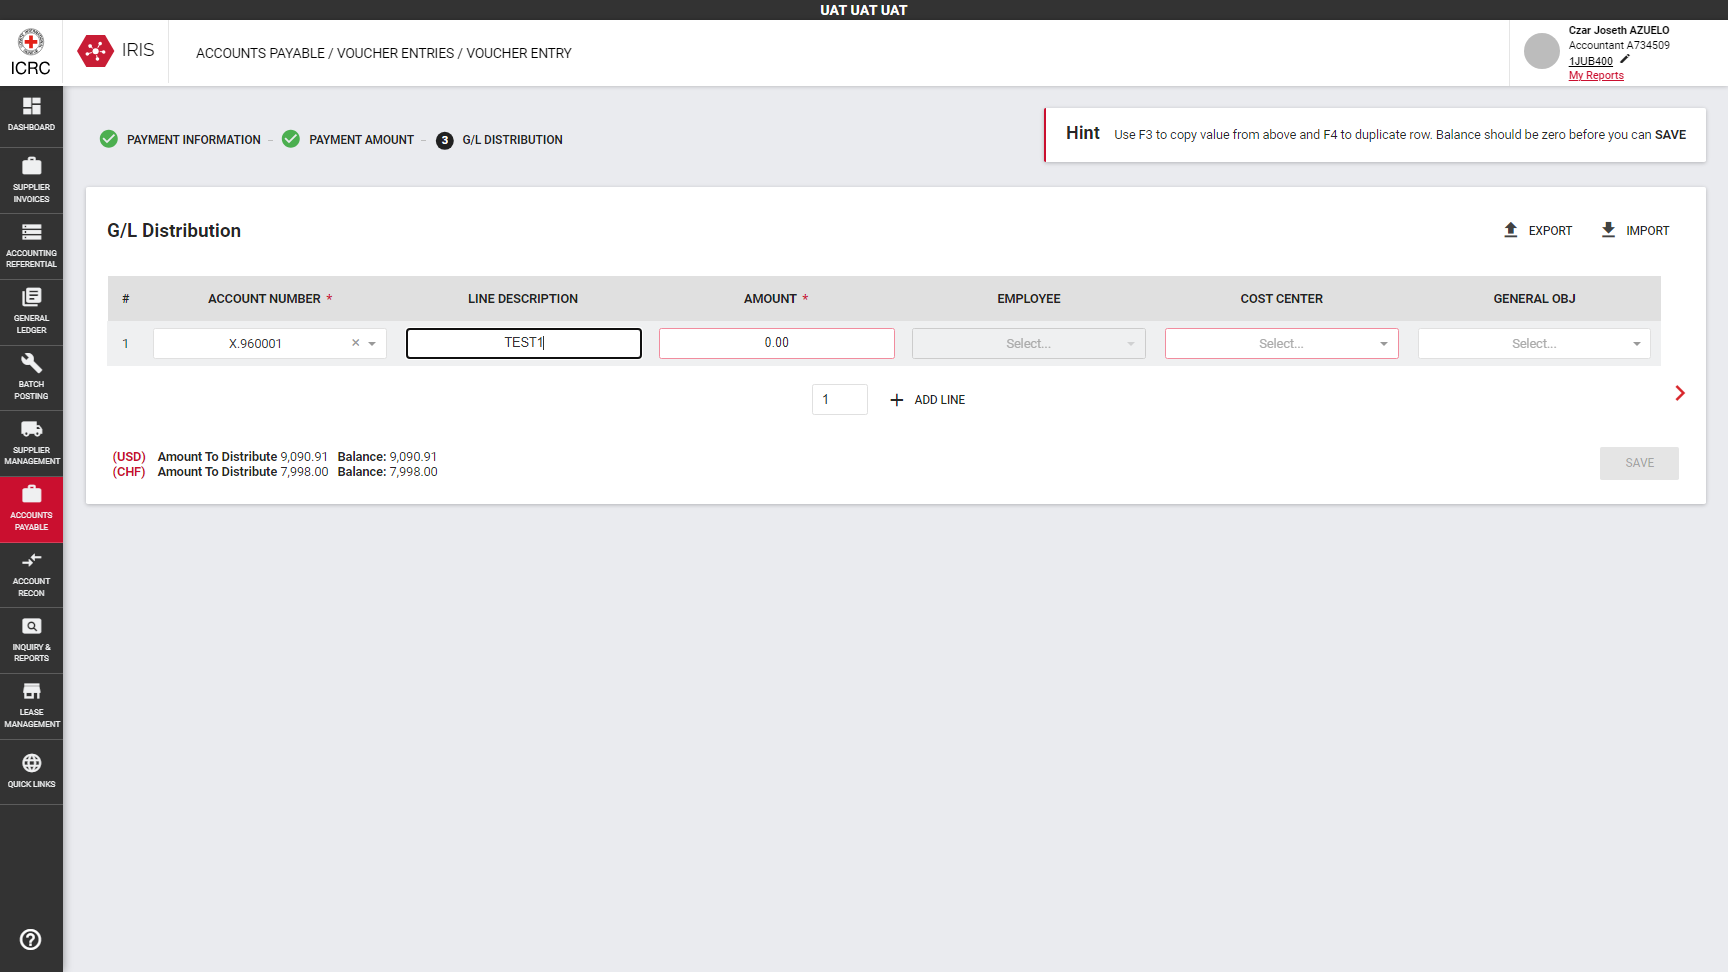 UAT UAT UAT
ICRC
IRIS
ACCOUNTS PAYABLE / VOUCHER ENTRIES / VOUCHER ENTRY
Czar Joseth AZUELO
Accountant A734509
1JUB400
My Reports
DASHBOARD
SUPPLIER
INVOICES
ACCOUNTING
REFERENTIAL
GENERAL
LEDGER
BATCH
POSTING
SUPPLIER
MANAGEMENT
ACCOUNTS
PAYABLE
ACCOUNT
RECON
INQUIRY &
REPORTS
LEASE
MANAGEMENT
QUICK LINKS
PAYMENT INFORMATION - PAYMENT AMOUNT - 3 G/L DISTRIBUTION
Hint Use F3 to copy value from above and F4 to duplicate row. Balance should be zero before you can SAVE
G/L Distribution
EXPORT IMPORT
# ACCOUNT NUMBER * LINE DESCRIPTION AMOUNT * EMPLOYEE COST CENTER GENERAL OBJ
1 X.960001 × TEST1 0.00 Select... Select... Select...
1 + ADD LINE
(USD) Amount To Distribute 9,090.91 Balance: 9,090.91
(CHF) Amount To Distribute 7,998.00 Balance: 7,998.00
SAVE